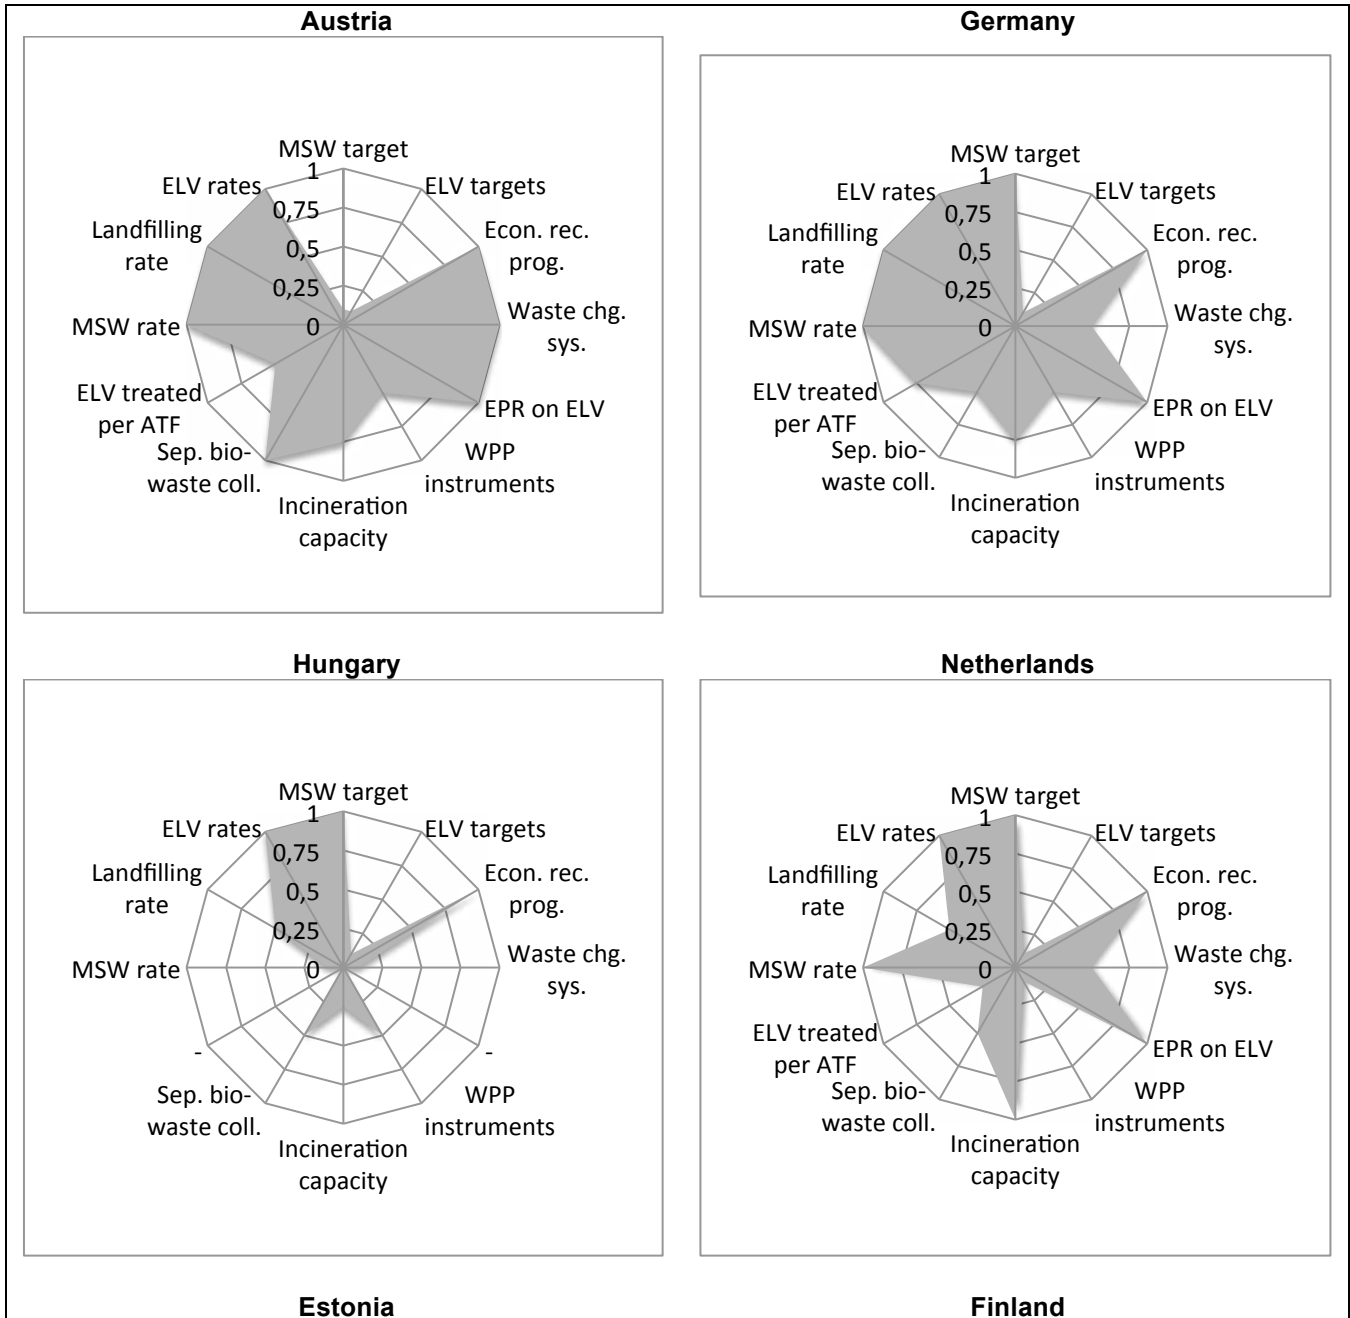 Austria
MSW target
ELV targets
Econ. rec.
prog.
Waste chg.
sys.
EPR on ELV
WPP
instruments
Incineration
capacity
Sep. bio-
waste coll.
ELV treated
per ATF
MSW rate
Landfilling
rate
ELV rates
1
0,75
0,5
0,25
0
Germany
MSW target
ELV targets
Econ. rec.
prog.
Waste chg.
sys.
EPR on ELV
WPP
instruments
Incineration
capacity
Sep. bio-
waste coll.
ELV treated
per ATF
MSW rate
Landfilling
rate
ELV rates
1
0,75
0,5
0,25
0
Hungary
MSW target
ELV targets
Econ. rec.
prog.
Waste chg.
sys.
-
WPP
instruments
Incineration
capacity
Sep. bio-
waste coll.
-
MSW rate
Landfilling
rate
ELV rates
1
0,75
0,5
0,25
0
Netherlands
MSW target
ELV targets
Econ. rec.
prog.
Waste chg.
sys.
EPR on ELV
WPP
instruments
Incineration
capacity
Sep. bio-
waste coll.
ELV treated
per ATF
MSW rate
Landfilling
rate
ELV rates
1
0,75
0,5
0,25
0
Estonia
Finland